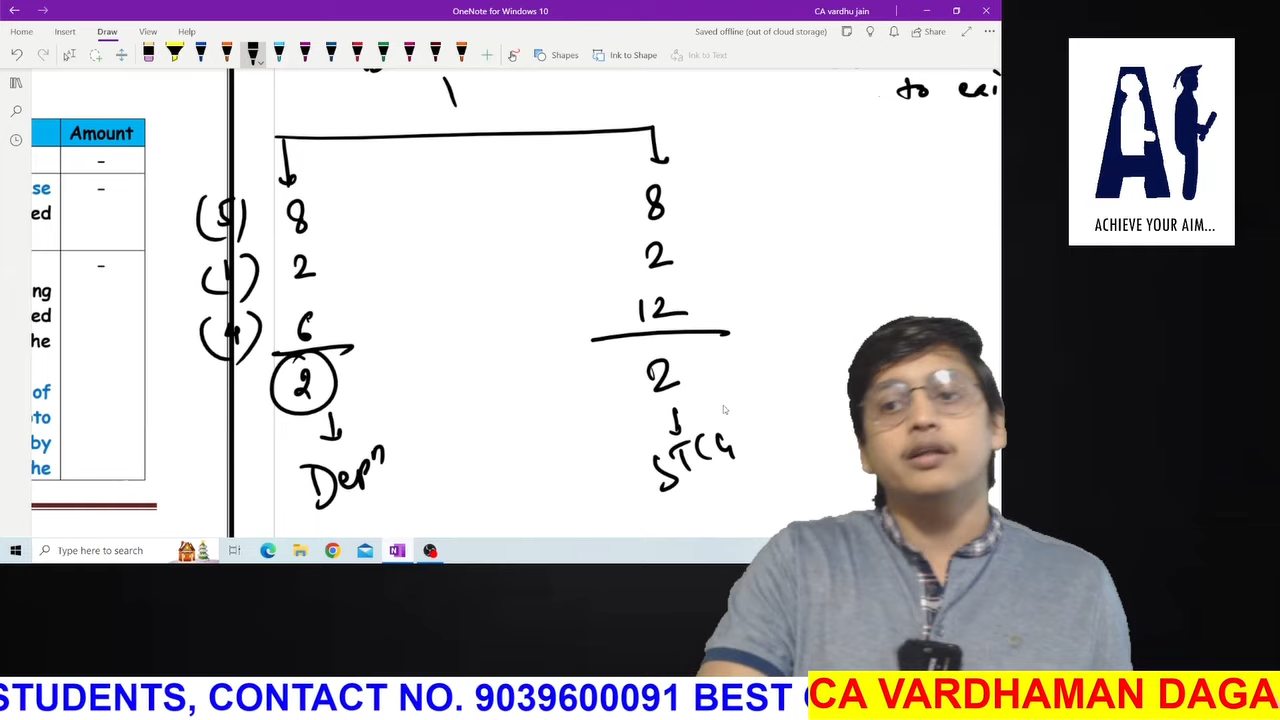 OneNote for Windows 10
CA vardhu jain
Home
Insert
Draw
View
Help
Saved offline (out of cloud storage)
Share
Shapes
Ink to Shape
Ink to Text
to exi
Amount
-
se
-
ed
-
ing
ed
he
of
to
by
he
(5) 8
(1) 2
(4) 6
2
Depn
8
2
12
2
STCG
ACHIEVE YOUR AIM...
Type here to search
STUDENTS, CONTACT NO. 9039600091 BEST
CA VARDHAMAN DAGA